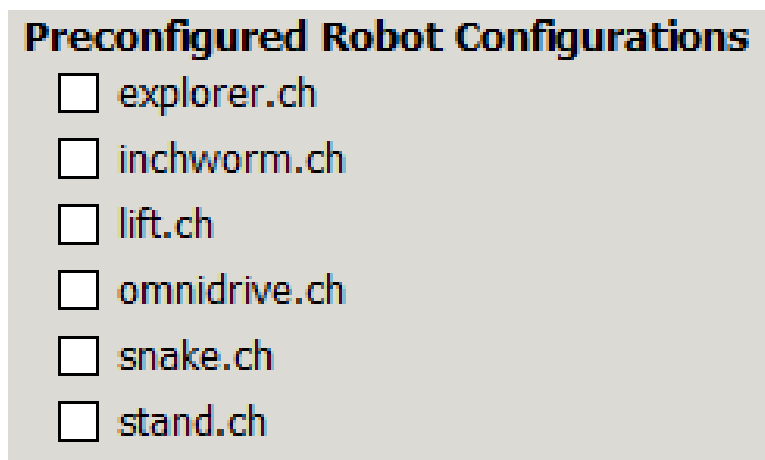 Preconfigured Robot Configurations
explorer.ch
inchworm.ch
lift.ch
omnidrive.ch
snake.ch
stand.ch